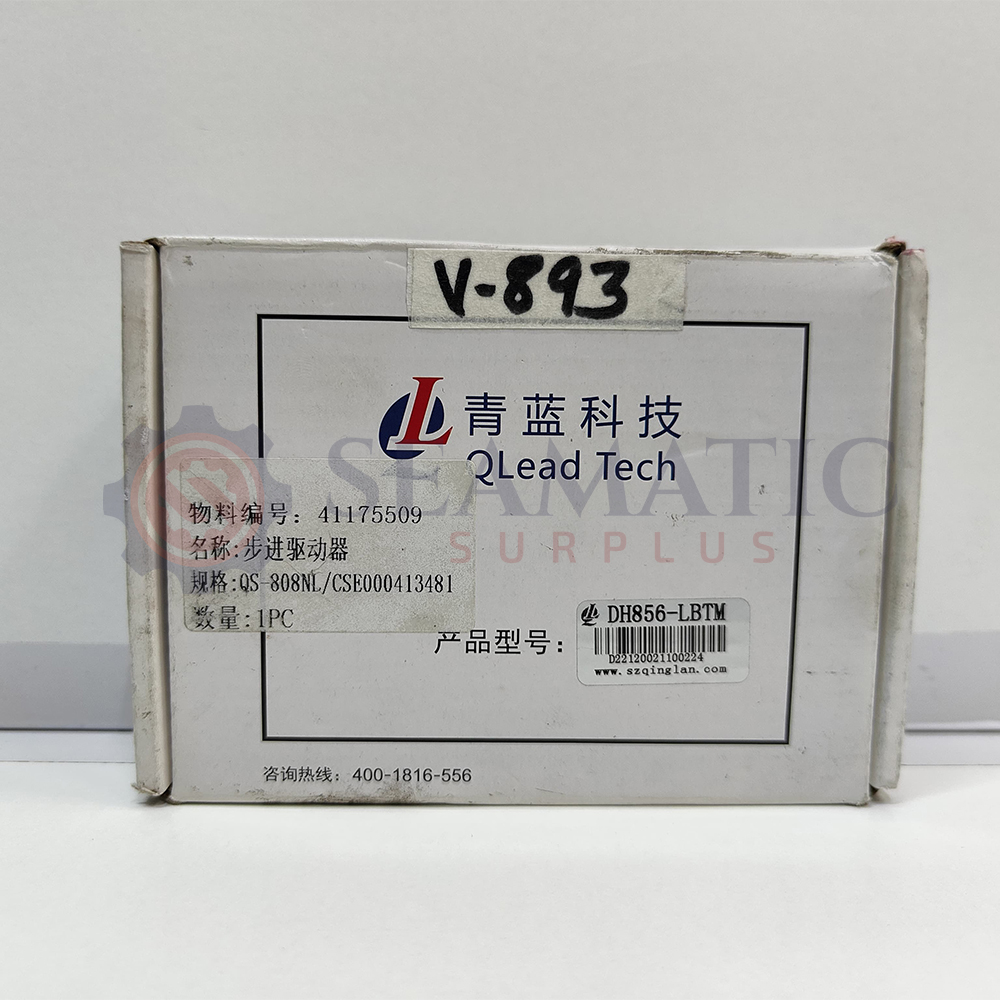 V-893
青蓝科技
QLead Tech
SEAMATIC
SURPLUS
物料编号: 41175509
名称:步进驱动器
规格:QS-808NL/CSE000413481
数量:1PC
产品型号:
DH856-LBTM
D22120021100224
www.szqinglan.com
咨询热线: 400-1816-556